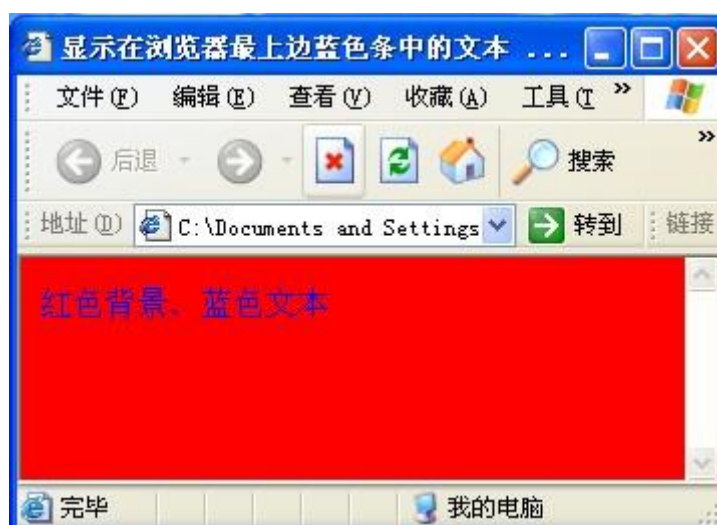 显示在浏览器最上边蓝色条中的文本 ...
文件(F) 编辑(E) 查看(V) 收藏(A) 工具(T »
后退 搜索 »
地址(D) C:\Documents and Settings 转到 链接
红色背景、蓝色文本
完毕 我的电脑